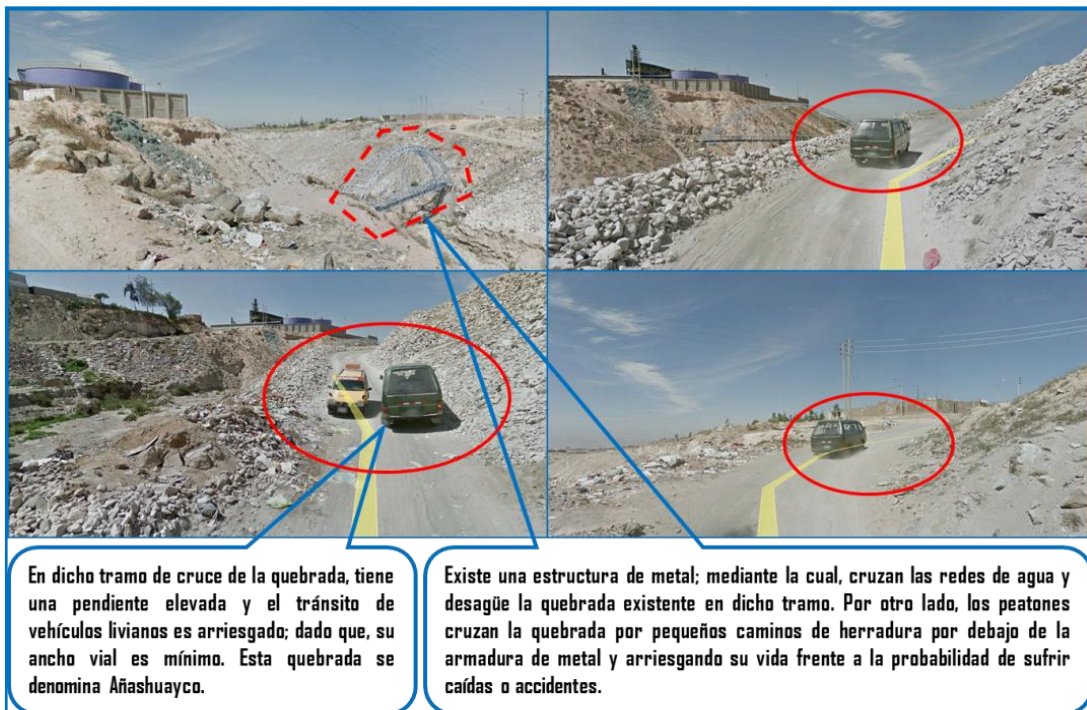 En dicho tramo de cruce de la quebrada, tiene
una pendiente elevada y el tránsito de
vehículos livianos es arriesgado; dado que, su
ancho vial es mínimo. Esta quebrada se
denomina Añashuayco.
Existe una estructura de metal; mediante la cual, cruzan las redes de agua y
desagüe la quebrada existente en dicho tramo. Por otro lado, los peatones
cruzan la quebrada por pequeños caminos de herradura por debajo de la
armadura de metal y arriesgando su vida frente a la probabilidad de sufrir
caídas o accidentes.